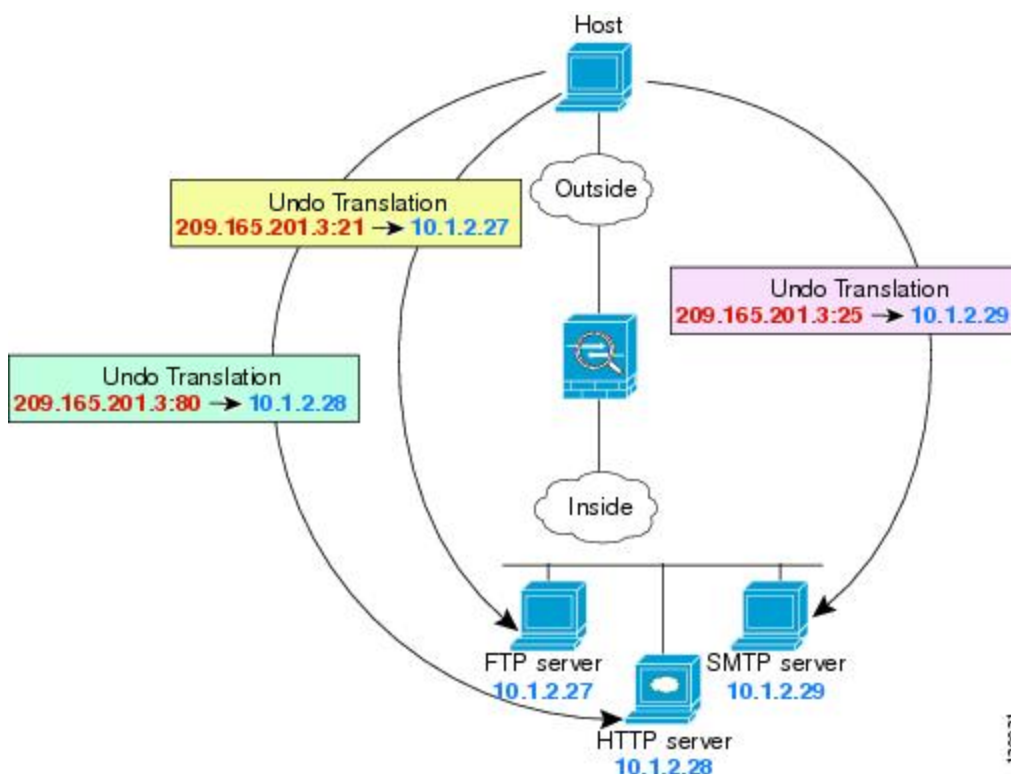 Host
Outside
Undo Translation
209.165.201.3:21 → 10.1.2.27
Undo Translation
209.165.201.3:25 → 10.1.2.29
Undo Translation
209.165.201.3:80 → 10.1.2.28
Inside
FTP server
10.1.2.27
SMTP server
10.1.2.29
HTTP server
10.1.2.28